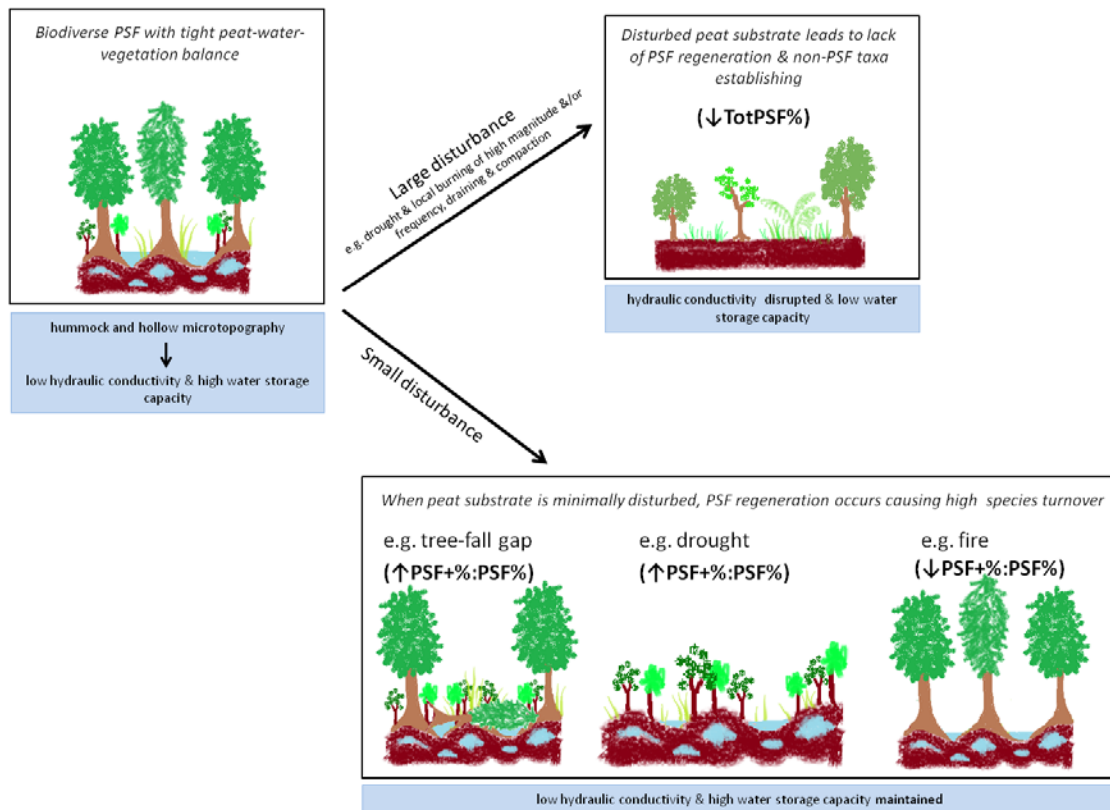 Biodiverse PSF with tight peat-water-
vegetation balance
hummock and hollow microtopography
low hydraulic conductivity & high water storage
capacity
Large disturbance
e.g. drought & local burning of high magnitude &/or
frequency, draining & compaction
Disturbed peat substrate leads to lack
of PSF regeneration & non-PSF taxa
establishing
(↓TotPSF%)
hydraulic conductivity disrupted & low water
storage capacity
Small disturbance
When peat substrate is minimally disturbed, PSF regeneration occurs causing high species turnover
e.g. tree-fall gap
(↑PSF+%:PSF%)
e.g. drought
(↑PSF+%:PSF%)
e.g. fire
(↓PSF+%:PSF%)
low hydraulic conductivity & high water storage capacity maintained